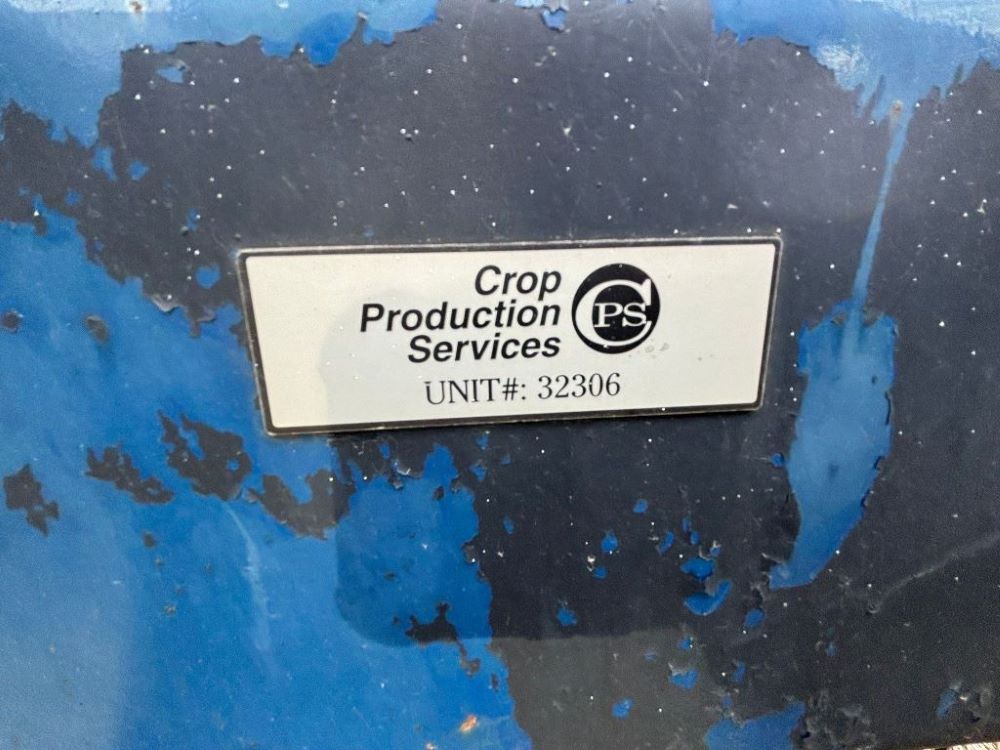 Crop
Production
Services
CPS
UNIT#: 32306